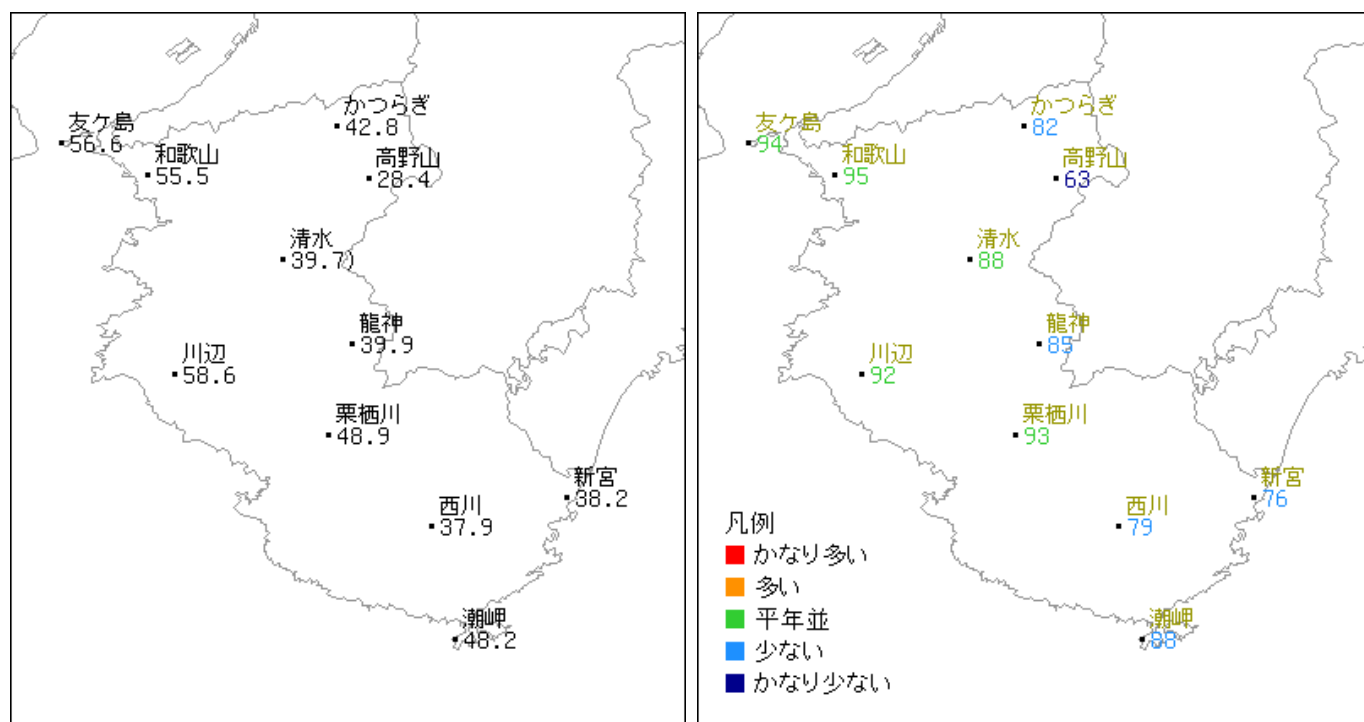 かつらぎ
42.8
友ケ島
56.6
和歌山
55.5
高野山
28.4
清水
39.7)
龍神
39.9
川辺
58.6
栗栖川
48.9
新宮
38.2
西川
37.9
潮岬
48.2
かつらぎ
82
友ケ島
94
和歌山
95
高野山
63
清水
88
龍神
85
川辺
92
栗栖川
93
新宮
76
西川
79
潮岬
88
凡例
かなり多い
多い
平年並
少ない
かなり少ない